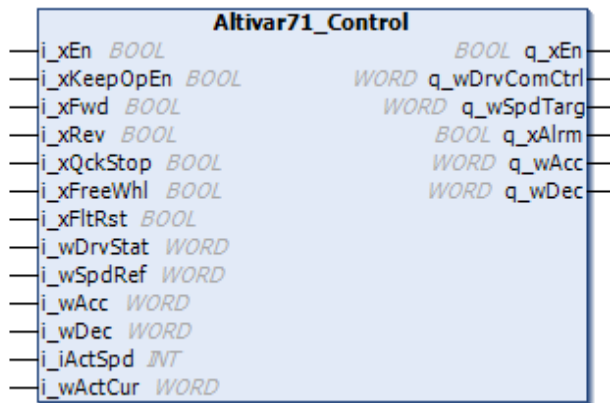 Altivar71_Control
i_xEn BOOL BOOL q_xEn
i_xKeepOpEn BOOL WORD q_wDrvComCtrl
i_xFwd BOOL WORD q_wSpdTarg
i_xRev BOOL BOOL q_xAlrm
i_xQckStop BOOL WORD q_wAcc
i_xFreeWhl BOOL WORD q_wDec
i_xFltRst BOOL
i_wDrvStat WORD
i_wSpdRef WORD
i_wAcc WORD
i_wDec WORD
i_iActSpd INT
i_wActCur WORD